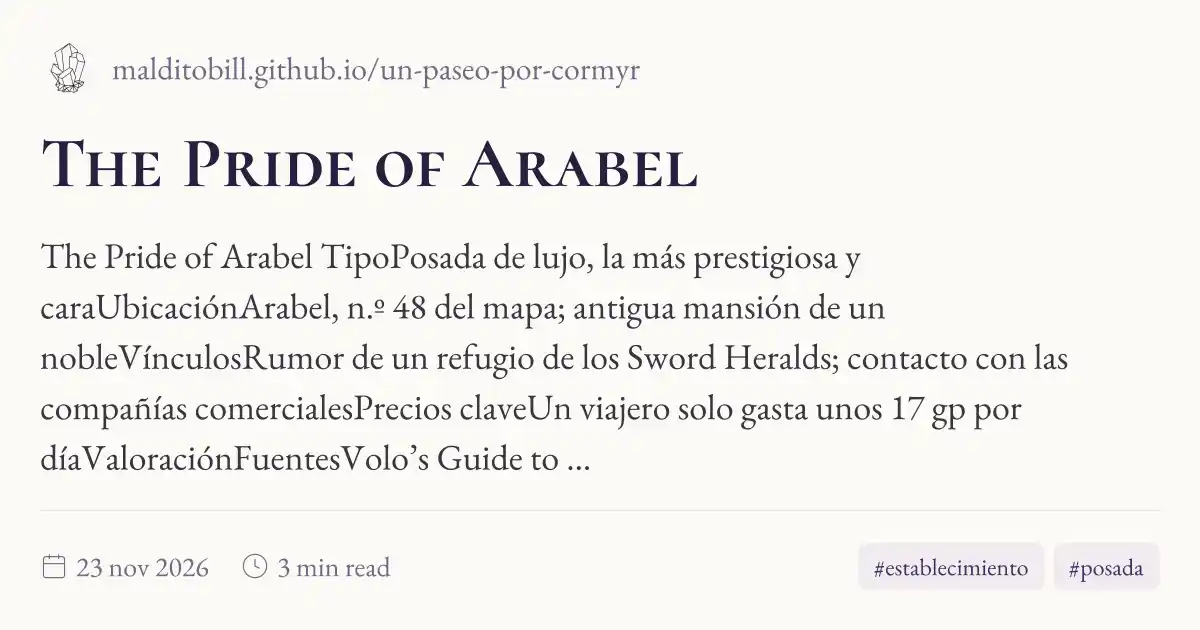 malditobill.github.io/un-paseo-por-cormyr
The Pride of Arabel
The Pride of Arabel TipoPosada de lujo, la más prestigiosa y
caraUbicaciónArabel, n.º 48 del mapa; antigua mansión de un
nobleVínculosRumor de un refugio de los Sword Heralds; contacto con las
compañías comercialesPrecios claveUn viajero solo gasta unos 17 gp por
díaValoraciónFuentesVolo’s Guide to ...
23 nov 2026 3 min read #establecimiento #posada